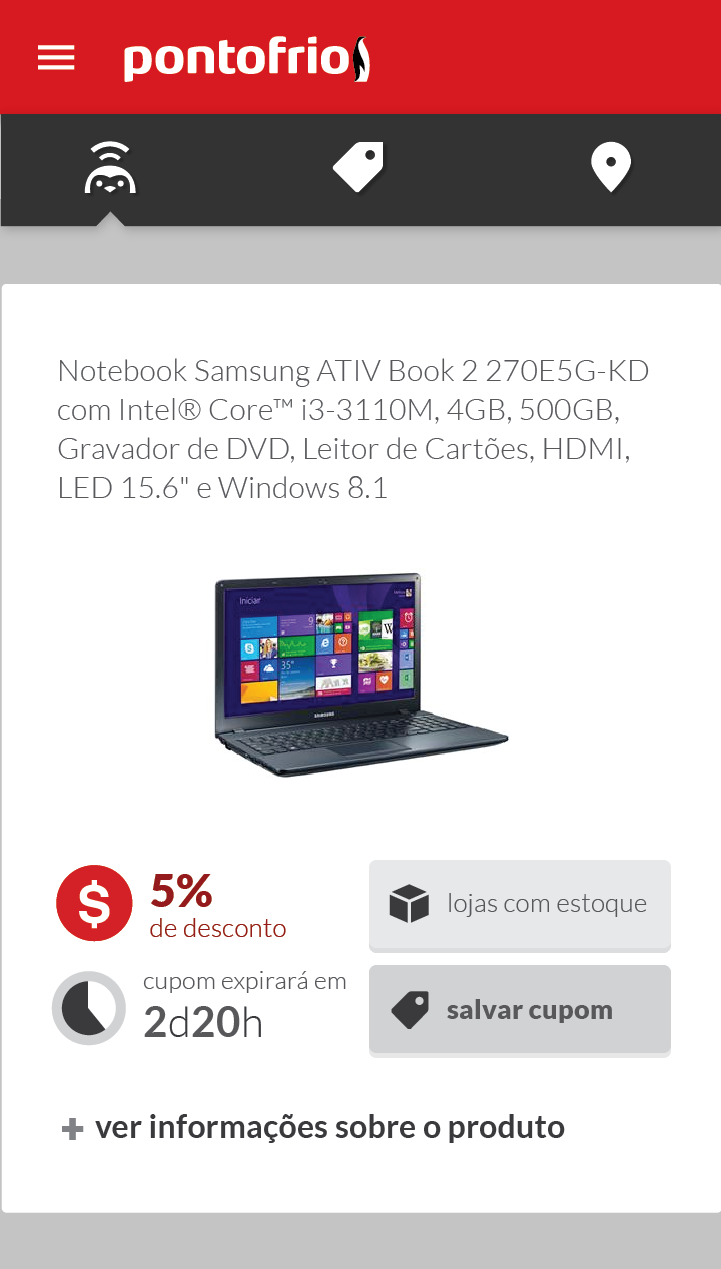 pontofrio
Notebook Samsung ATIV Book 2 270E5G-KD
com Intel® Core™ i3-3110M, 4GB, 500GB,
Gravador de DVD, Leitor de Cartões, HDMI,
LED 15.6" e Windows 8.1
Iniciar
35°
SAMSUNG
$ 5%
de desconto
lojas com estoque
cupom expirará em
2d20h
salvar cupom
+ ver informações sobre o produto